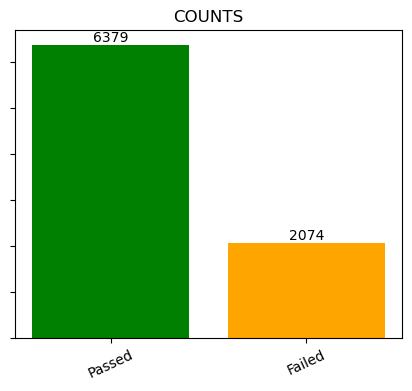 COUNTS
6379
2074
Passed
Failed